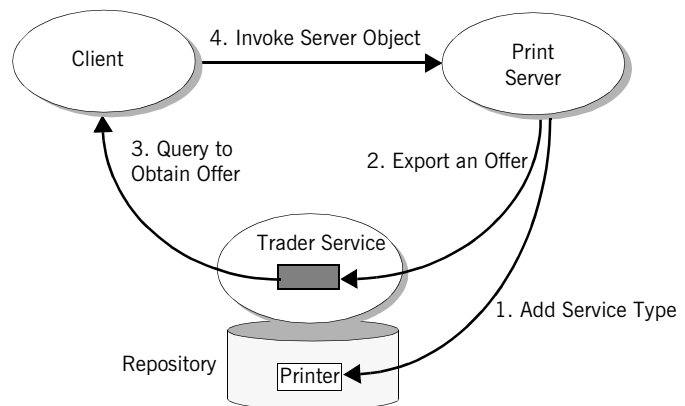 4. Invoke Server Object
Client
Print
Server
3. Query to
Obtain Offer
2. Export an Offer
Trader Service
1. Add Service Type
Repository
Printer